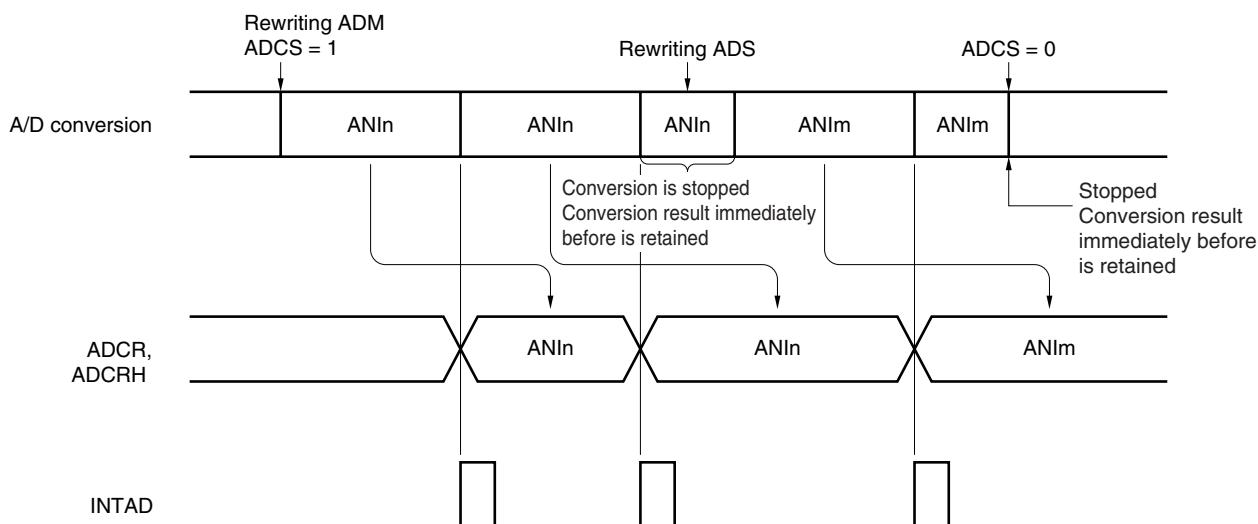 Rewriting ADM
ADCS = 1
Rewriting ADS
ADCS = 0
A/D conversion
ANIn
ANIn
ANIn
ANIm
ANIm
Conversion is stopped
Conversion result immediately
before is retained
Stopped
Conversion result
immediately before
is retained
ADCR,
ADCRH
ANIn
ANIn
ANIm
INTAD